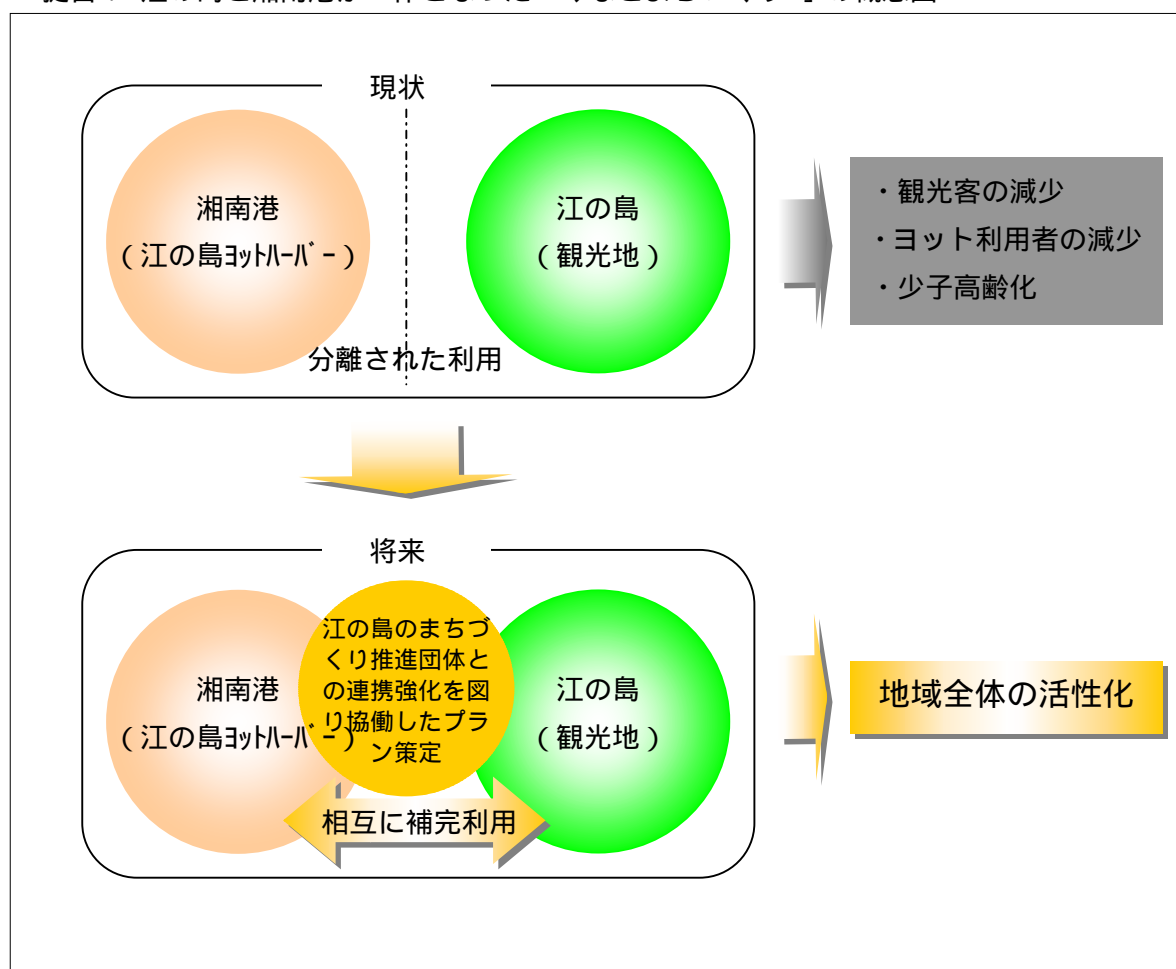 現状
湘南港
（江の島ﾖｯﾄﾊｰﾊﾞｰ）
江の島
（観光地）
分離された利用
・観光客の減少
・ヨット利用者の減少
・少子高齢化
将来
湘南港
（江の島ﾖｯﾄﾊｰﾊﾞｰ）
江の島のまちづ
くり推進団体と
の連携強化を図
り協働したプラ
ン策定
江の島
（観光地）
相互に補完利用
地域全体の活性化